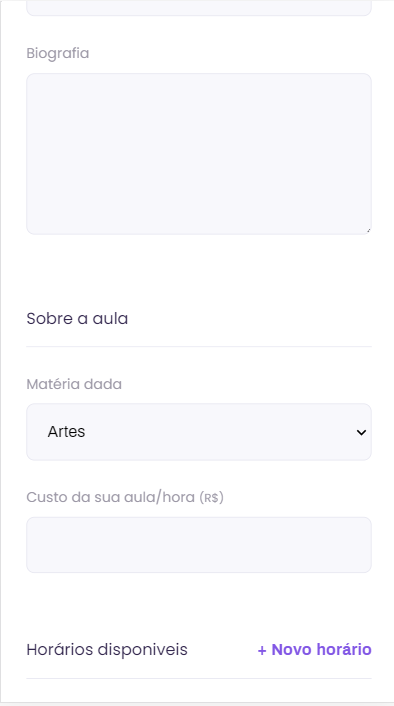 Biografia
Sobre a aula
Matéria dada
Artes
Custo da sua aula/hora (R$)
Horários disponiveis + Novo horário